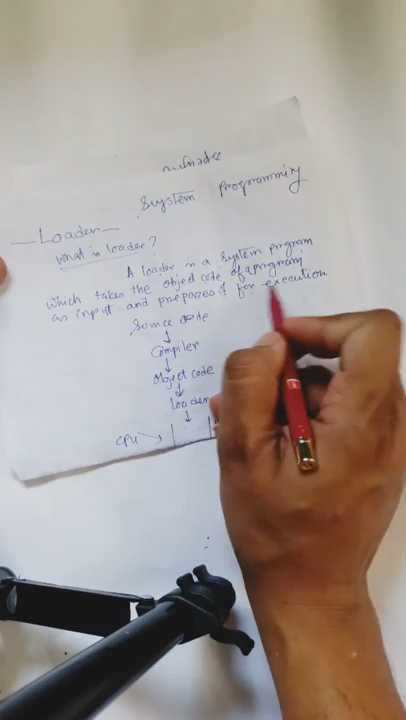 System programming
Loader
What is loader?
A loader is a system program
which takes the object code of a program
as input and prepares it for execution
Source code
↓
Compiler
↓
Object code
↓
Loader
↓
CPU →